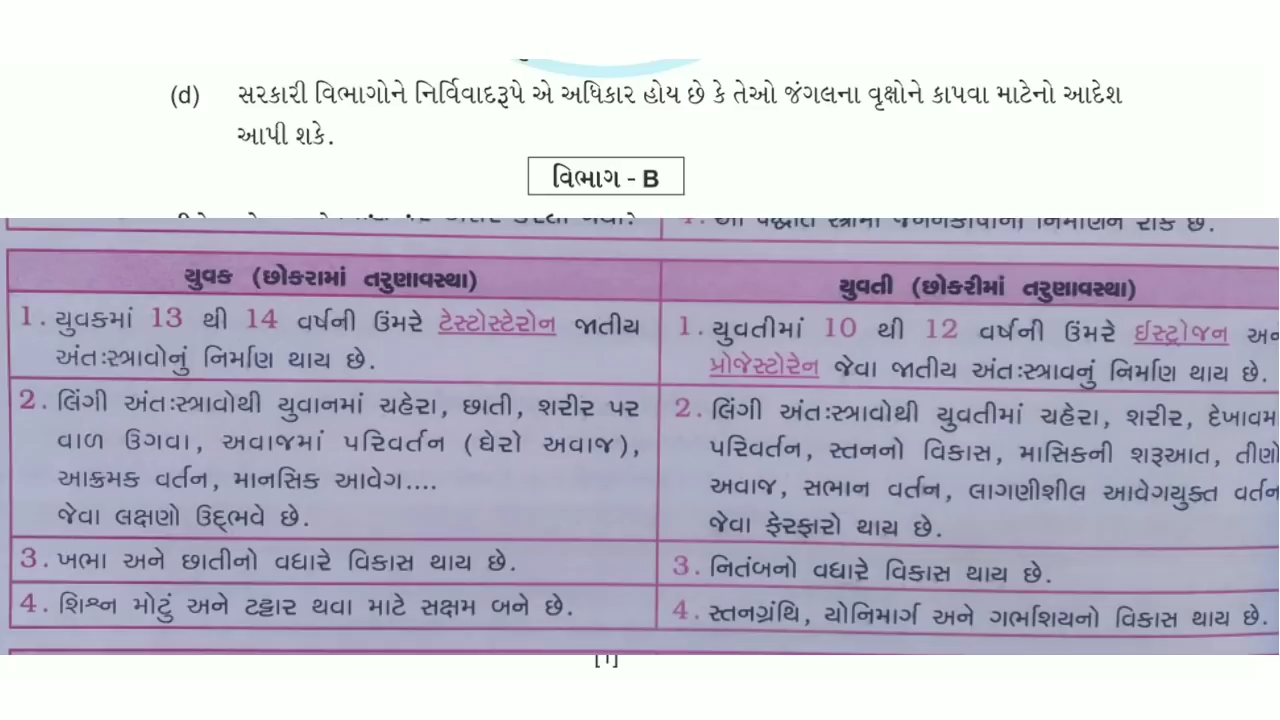 (d) સરકારી વિભાગોને નિર્વિવાદરૂપે એ અધિકાર હોય છે કે તેઓ જંગલના વૃક્ષોને કાપવા માટેનો આદેશ
આપી શકે.
વિભાગ - B
યુવક (છોકરામાં તરુણાવસ્થા)
1. યુવકમાં 13 થી 14 વર્ષની ઉંમરે ટેસ્ટોસ્ટેરોન જાતીય
અંતઃસ્ત્રાવોનું નિર્માણ થાય છે.
2. લિંગી અંતઃસ્ત્રાવોથી યુવાનમાં ચહેરા, છાતી, શરીર પર
વાળ ઉગવા, અવાજમાં પરિવર્તન (ઘેરો અવાજ),
આક્રમક વર્તન, માનસિક આવેગ....
જેવા લક્ષણો ઉદ્ભવે છે.
3. ખભા અને છાતીનો વધારે વિકાસ થાય છે.
4. શિશ્ન મોટું અને ટટ્ટાર થવા માટે સક્ષમ બને છે.
યુવતી (છોકરીમાં તરુણાવસ્થા)
1. યુવતીમાં 10 થી 12 વર્ષની ઉંમરે ઈસ્ટ્રોજન
પ્રોજેસ્ટોરેન જેવા જાતીય અંતઃસ્ત્રાવનું નિર્માણ થાય છે.
2. લિંગી અંતઃસ્ત્રાવોથી યુવતીમાં ચહેરા, શરીર,
પરિવર્તન, સ્તનનો વિકાસ, માસિકની શરૂઆત,
અવાજ, સભાન વર્તન, લાગણીશીલ આવેગયુક્ત વર્તન
જેવા ફેરફારો થાય છે.
3. નિતંબનો વધારે વિકાસ થાય છે.
4. સ્તનગ્રંથિ, યોનિમાર્ગ અને ગર્ભાશયનો વિકાસ થાય છે.